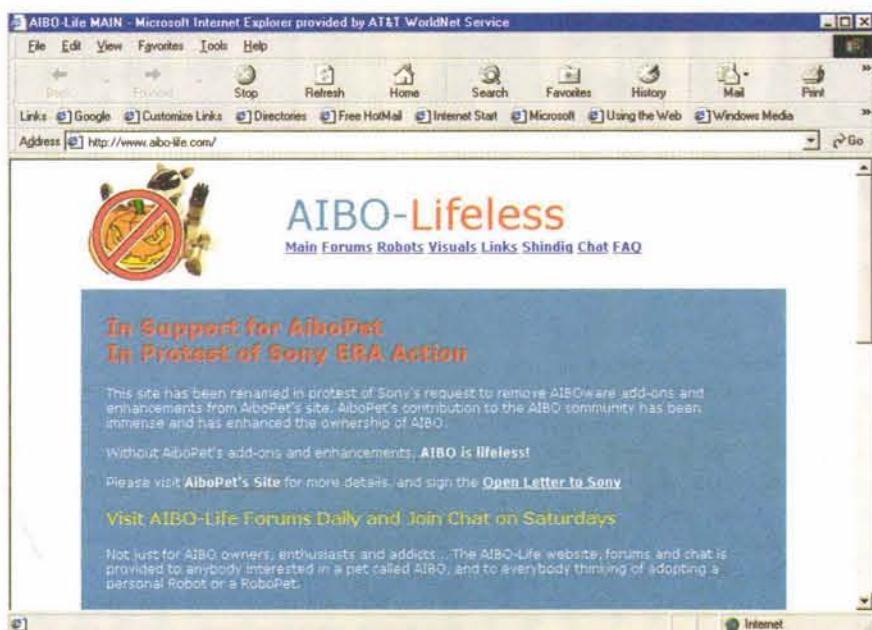 AIBO-Life MAIN - Microsoft Internet Explorer provided by AT&T WorldNet Service
File Edit View Favorites Tools Help
Back Forward Stop Refresh Home Search Favorites History Mail Print »
Links Google Customize Links Directories Free HotMail Internet Start Microsoft Using the Web Windows Media »
Address http://www.aibo-life.com/ Go
AIBO-Lifeless
Main Forums Robots Visuals Links Shindig Chat FAQ
In Support for AiboPet
In Protest of Sony ERA Action
This site has been renamed in protest of Sony's request to remove AIBOware add-ons and
enhancements from AiboPet's site. AiboPet's contribution to the AIBO community has been
immense and has enhanced the ownership of AIBO.
Without AiboPet's add-ons and enhancements, AIBO is lifeless!
Please visit AiboPet's Site for more details, and sign the Open Letter to Sony
Visit AIBO-Life Forums Daily and Join Chat on Saturdays
Not just for AIBO owners, enthusiasts and addicts... The AIBO-Life website, forums and chat is
provided to anybody interested in a pet called AIBO, and to everybody thinking of adopting a
personal Robot or a RoboPet.
Internet